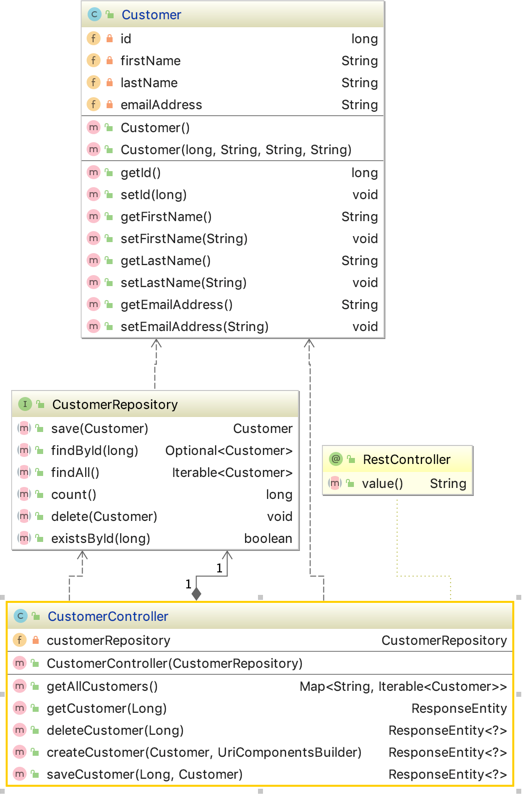 C Customer
f id long
f firstName String
f lastName String
f emailAddress String
m Customer()
m Customer(long, String, String, String)
m getId() long
m setId(long) void
m getFirstName() String
m setFirstName(String) void
m getLastName() String
m setLastName(String) void
m getEmailAddress() String
m setEmailAddress(String) void
I CustomerRepository
(m) save(Customer) Customer
(m) findById(long) Optional<Customer>
(m) findAll() Iterable<Customer>
(m) count() long
(m) delete(Customer) void
(m) existsById(long) boolean
@ RestController
(m) value() String
1
1
C CustomerController
f customerRepository CustomerRepository
m CustomerController(CustomerRepository)
m getAllCustomers() Map<String, Iterable<Customer>>
m getCustomer(Long) ResponseEntity
m deleteCustomer(Long) ResponseEntity<?>
m createCustomer(Customer, UriComponentsBuilder) ResponseEntity<?>
m saveCustomer(Long, Customer) ResponseEntity<?>